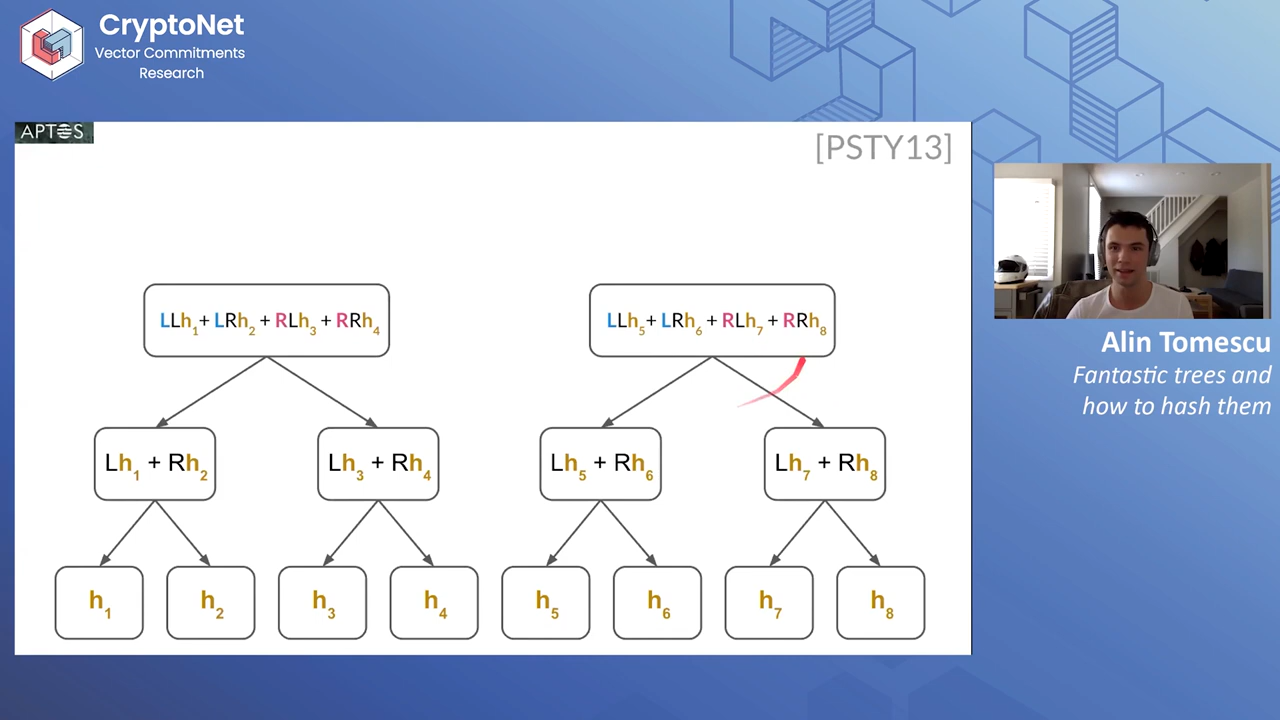 CryptoNet
Vector Commitments
Research
APTOS
[PSTY13]
LLh₁+ LRh₂ + RLh₃ + RRh₄
LLh₅+ LRh₆ + RLh₇ + RRh₈
Lh₁ + Rh₂
Lh₃ + Rh₄
Lh₅ + Rh₆
Lh₇ + Rh₈
h₁
h₂
h₃
h₄
h₅
h₆
h₇
h₈
Alin Tomescu
Fantastic trees and
how to hash them